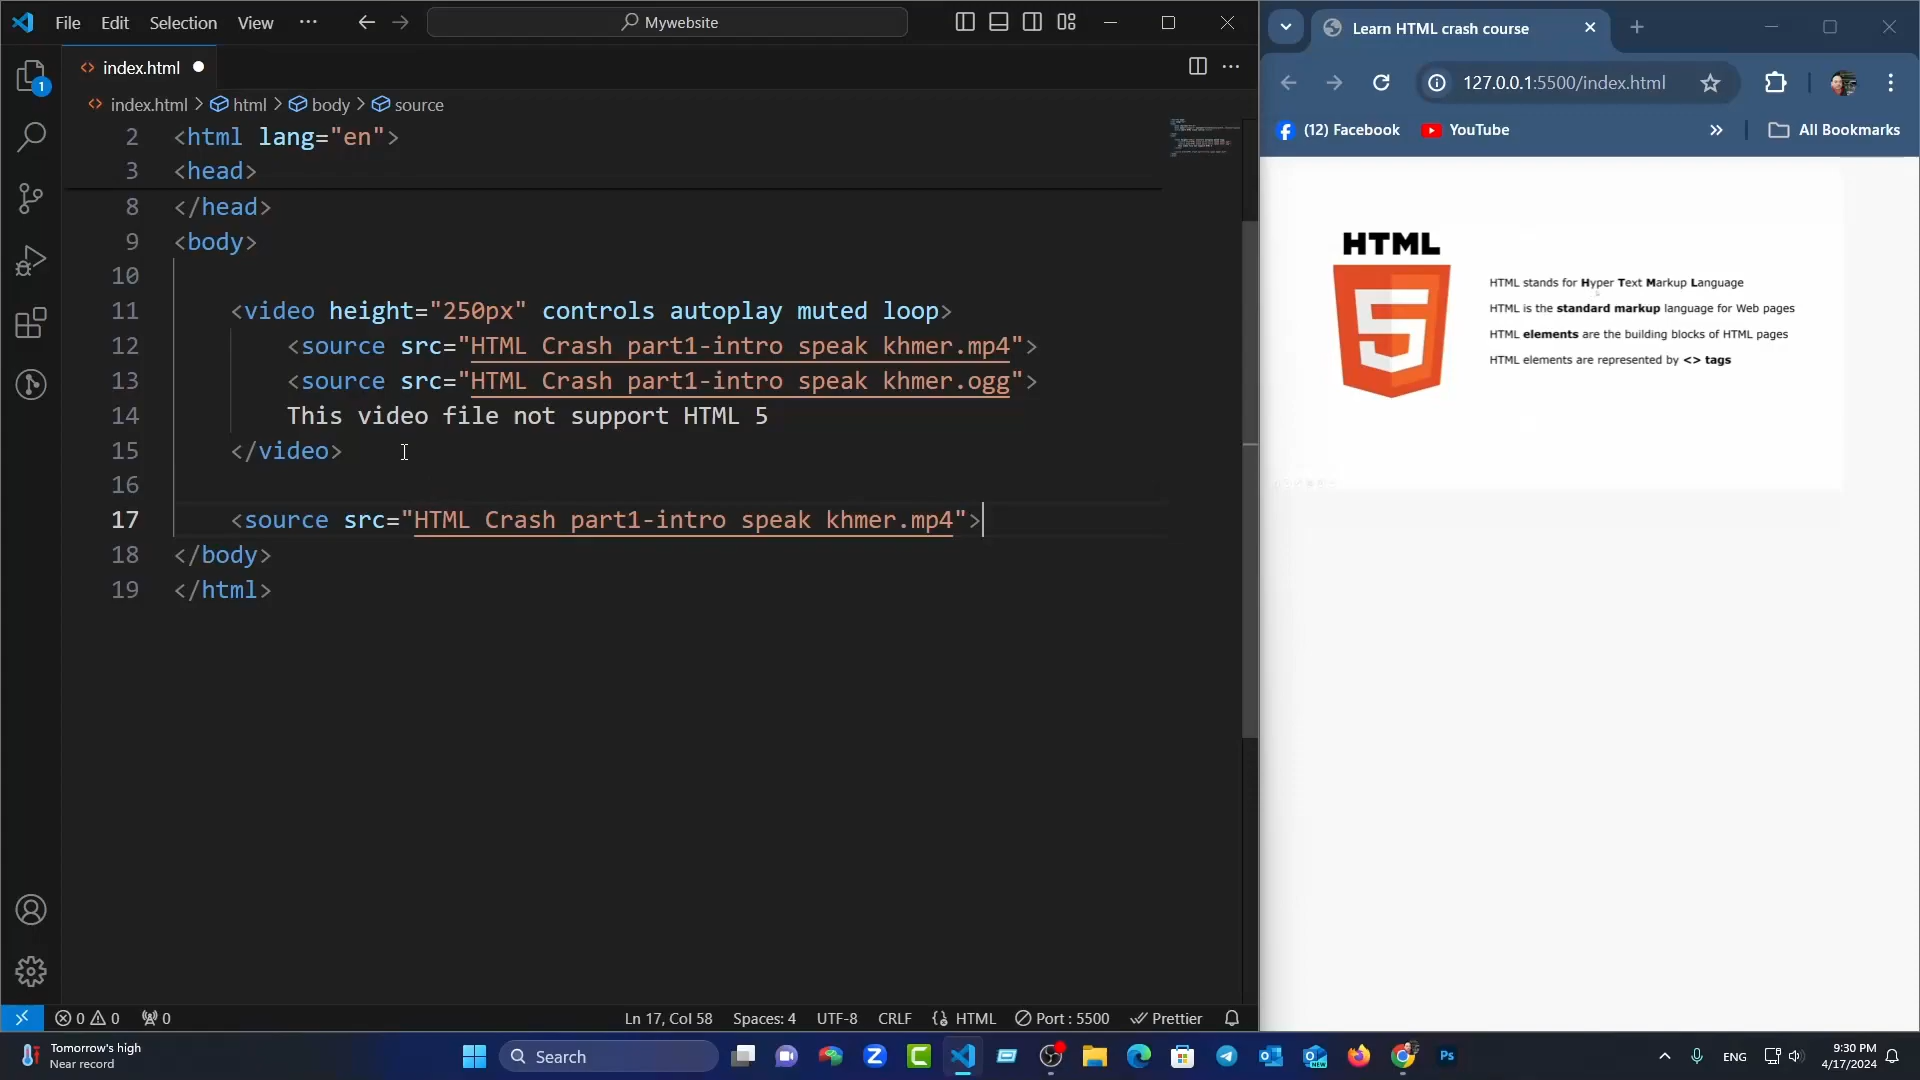 File Edit Selection View ··· Mywebsite
index.html
index.html > html > body > source
2 <html lang="en">
3 <head>
8 </head>
9 <body>
10
11 <video height="250px" controls autoplay muted loop>
12 <source src="HTML Crash part1-intro speak khmer.mp4">
13 <source src="HTML Crash part1-intro speak khmer.ogg">
14 This video file not support HTML 5
15 </video>
16
17 <source src="HTML Crash part1-intro speak khmer.mp4">
18 </body>
19 </html>
1
0 0 0 Ln 17, Col 58 Spaces: 4 UTF-8 CRLF HTML Port : 5500 Prettier
Learn HTML crash course
127.0.0.1:5500/index.html
(12) Facebook YouTube » All Bookmarks
HTML
5
HTML stands for Hyper Text Markup Language
HTML is the standard markup language for Web pages
HTML elements are the building blocks of HTML pages
HTML elements are represented by <> tags
Tomorrow's high
Near record
Search
Ps
ENG
9:30 PM
4/17/2024